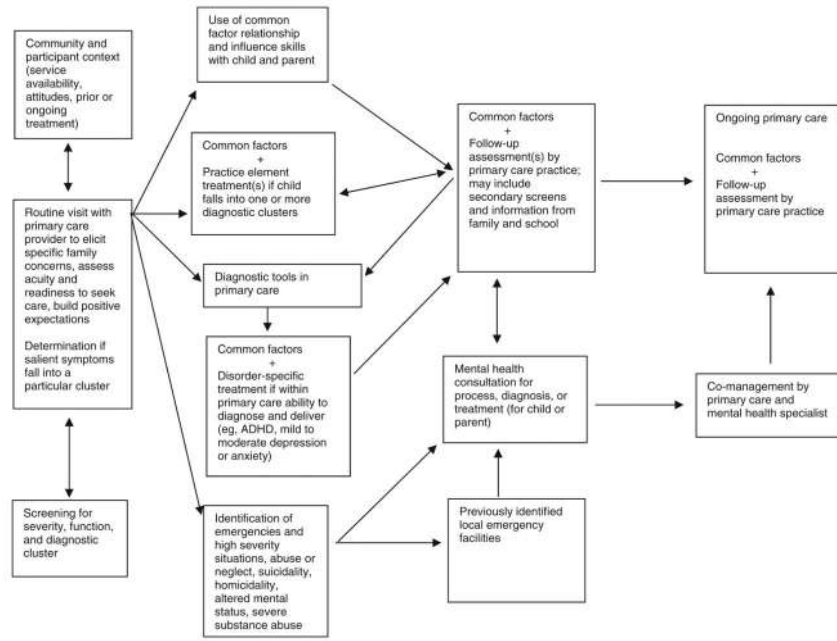 Community and
participant context
(service
availability,
attitudes, prior or
ongoing
treatment)
Routine visit with
primary care
provider to elicit
specific family
concerns, assess
acuity and
readiness to seek
care, build positive
expectations
Determination if
salient symptoms
fall into a
particular cluster
Screening for
severity, function,
and diagnostic
cluster
Use of common
factor relationship
and influence skills
with child and parent
Common factors
+
Practice element
treatment(s) if child
falls into one or more
diagnostic clusters
Diagnostic tools in
primary care
Common factors
+
Disorder-specific
treatment if within
primary care ability to
diagnose and deliver
(eg, ADHD, mild to
moderate depression
or anxiety)
Identification of
emergencies and
high severity
situations, abuse or
neglect, suicidality,
homicidality,
altered mental
status, severe
substance abuse
Common factors
+
Follow-up
assessment(s) by
primary care practice;
may include
secondary screens
and information from
family and school
Mental health
consultation for
process, diagnosis, or
treatment (for child or
parent)
Previously identified
local emergency
facilities
Ongoing primary care
Common factors
+
Follow-up
assessment by
primary care practice
Co-management by
primary care and
mental health specialist